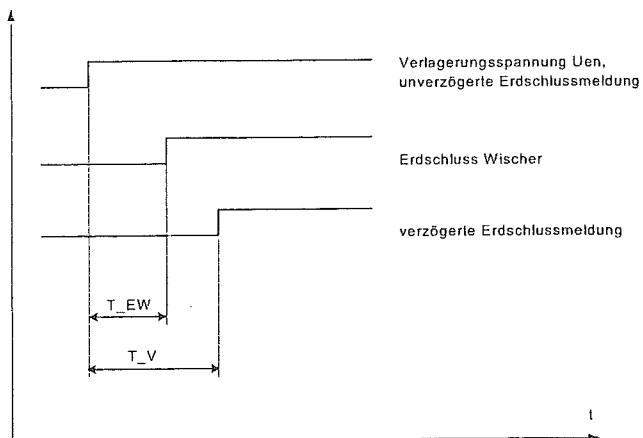 Verlagerungsspannung Uen,
unverzögerte Erdschlussmeldung
Erdschluss Wischer
verzögerte Erdschlussmeldung
T_EW
T_V
t